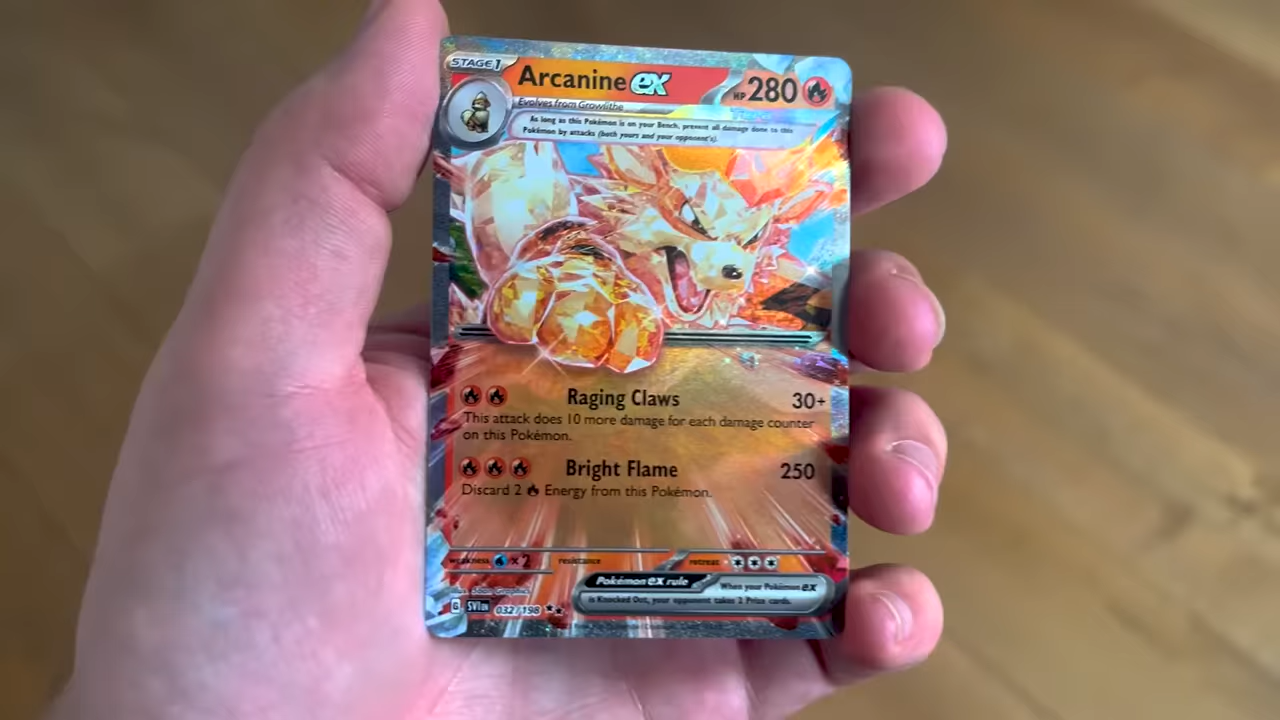 STAGE 1
Arcanine ex
HP 280
Evolves from Growlithe
As long as this Pokémon is on your Bench, prevent all damage done to this
Pokémon by attacks (both yours and your opponent's).
Raging Claws 30+
This attack does 10 more damage for each damage counter
on this Pokémon.
Bright Flame 250
Discard 2 Energy from this Pokémon.
weakness ×2 resistance retreat
Pokémon ex rule
When your Pokémon ex
is Knocked Out, your opponent takes 2 Prize cards.
G SVI EN 032/198